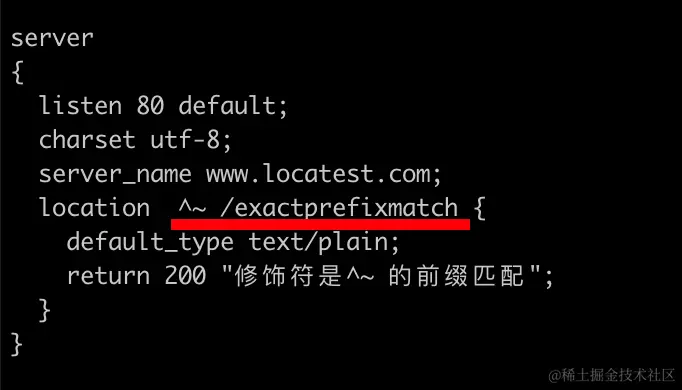 server
{
  listen 80 default;
  charset utf-8;
  server_name www.locatest.com;
  location  ^~ /exactprefixmatch {
    default_type text/plain;
    return 200 "修饰符是^~ 的前缀匹配";
  }
}
@稀土掘金技术社区